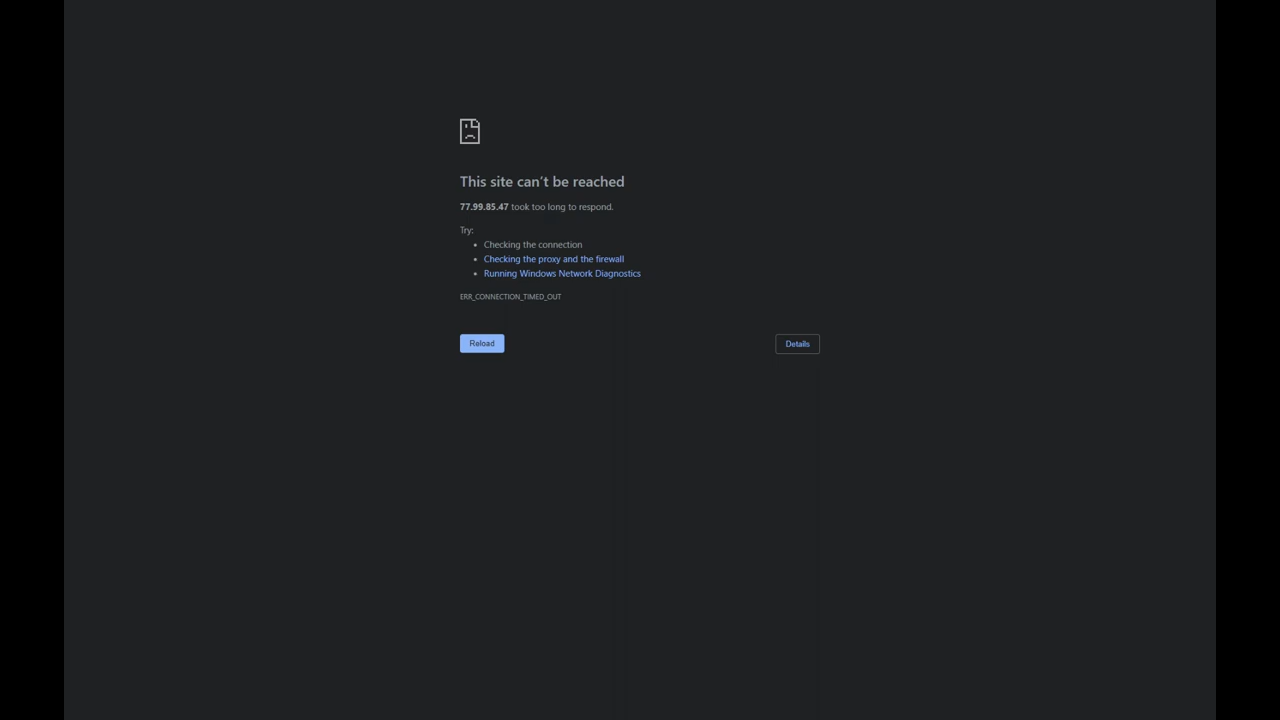 This site can't be reached
77.99.85.47 took too long to respond.
Try:
• Checking the connection
• Checking the proxy and the firewall
• Running Windows Network Diagnostics
ERR_CONNECTION_TIMED_OUT
Reload
Details